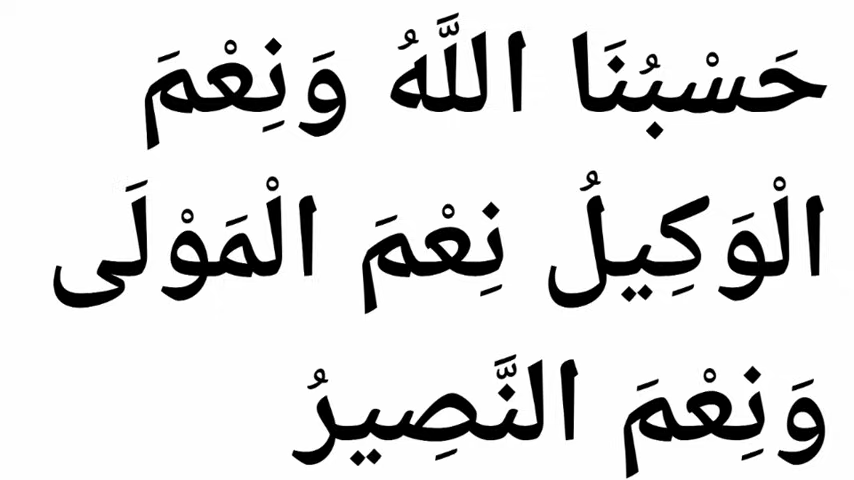 حَسْبُنَا اللَّهُ وَنِعْمَ
الْوَكِيلُ نِعْمَ الْمَوْلَى
وَنِعْمَ النَّصِيرُ